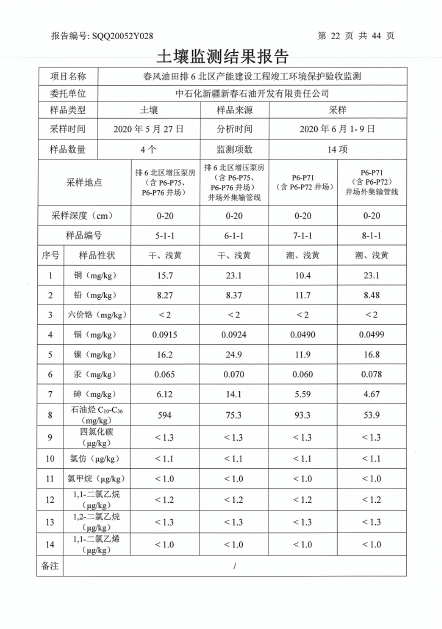 报告编号: SQQ20052Y028 第 22 页 共 44 页
土壤监测结果报告
项目名称 春风油田排 6 北区产能建设工程竣工环境保护验收监测
委托单位 中石化新疆新春石油开发有限责任公司
样品类型 土壤 样品来源 采样
采样时间 2020 年 5 月 27 日 分析时间 2020 年 6 月 1- 9 日
样品数量 4 个 监测项数 14 项
采样地点 排 6 北区增压泵房（含 P6-P75、P6-P76 井场） 排 6 北区增压泵房（含 P6-P75、P6-P76 井场）井场外集输管线 P6-P71（含 P6-P72 井场） P6-P71（含 P6-P72）井场外集输管线
采样深度（cm） 0-20 0-20 0-20 0-20
样品编号 5-1-1 6-1-1 7-1-1 8-1-1
序号 样品性状 干、浅黄 干、浅黄 潮、浅黄 潮、浅黄
1 铜（mg/kg） 15.7 23.1 10.4 23.1
2 铅（mg/kg） 8.27 8.37 11.7 8.48
3 六价铬（mg/kg） ＜2 ＜2 ＜2 ＜2
4 镉（mg/kg） 0.0915 0.0924 0.0490 0.0499
5 镍（mg/kg） 16.2 24.9 11.9 16.8
6 汞（mg/kg） 0.065 0.070 0.060 0.078
7 砷（mg/kg） 6.12 14.1 5.59 4.67
8 石油烃 C10-C36（mg/kg） 594 75.3 93.3 53.9
9 四氯化碳（μg/kg） ＜1.3 ＜1.3 ＜1.3 ＜1.3
10 氯仿（μg/kg） ＜1.1 ＜1.1 ＜1.1 ＜1.1
11 氯甲烷（μg/kg） ＜1.0 ＜1.0 ＜1.0 ＜1.0
12 1,1-二氯乙烷（μg/kg） ＜1.2 ＜1.2 ＜1.2 ＜1.2
13 1,2-二氯乙烷（μg/kg） ＜1.3 ＜1.3 ＜1.3 ＜1.3
14 1,1-二氯乙烯（μg/kg） ＜1.0 ＜1.0 ＜1.0 ＜1.0
备注 /